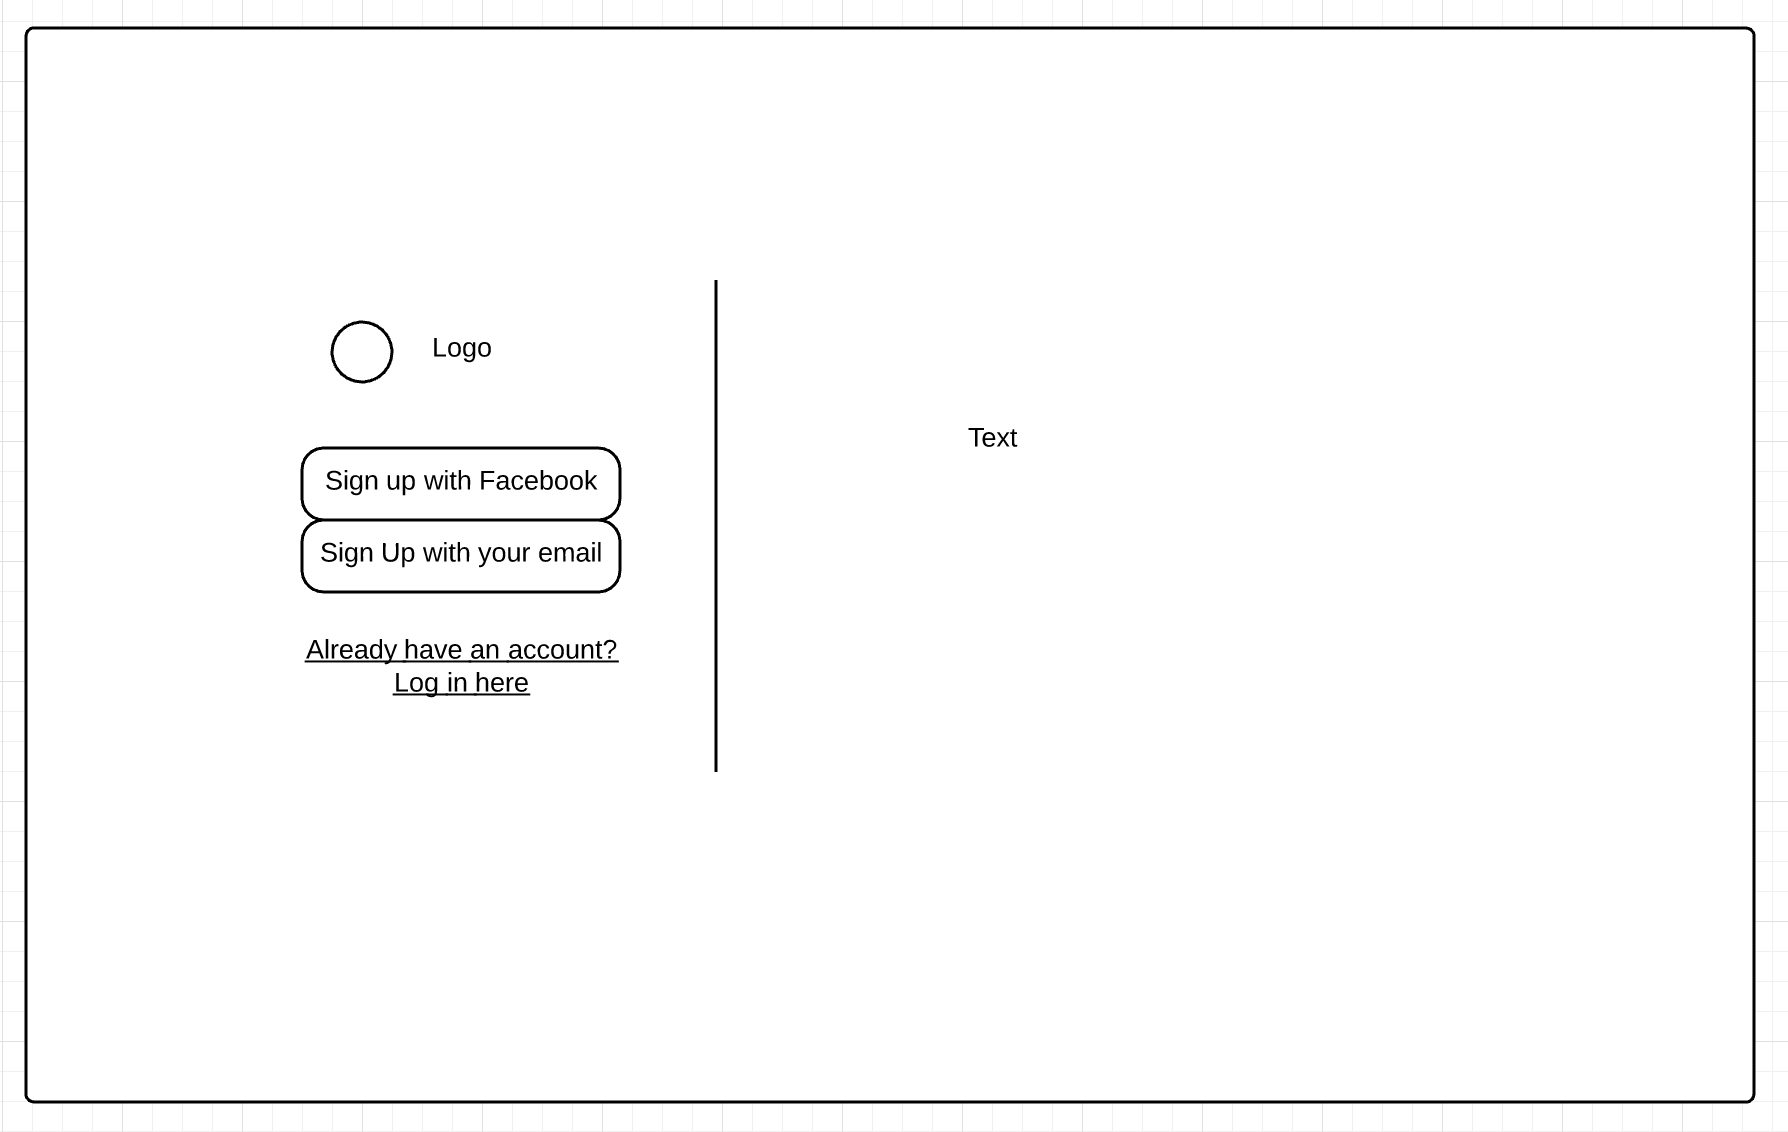 Logo
Sign up with Facebook
Sign Up with your email
Already have an account?
Log in here
Text